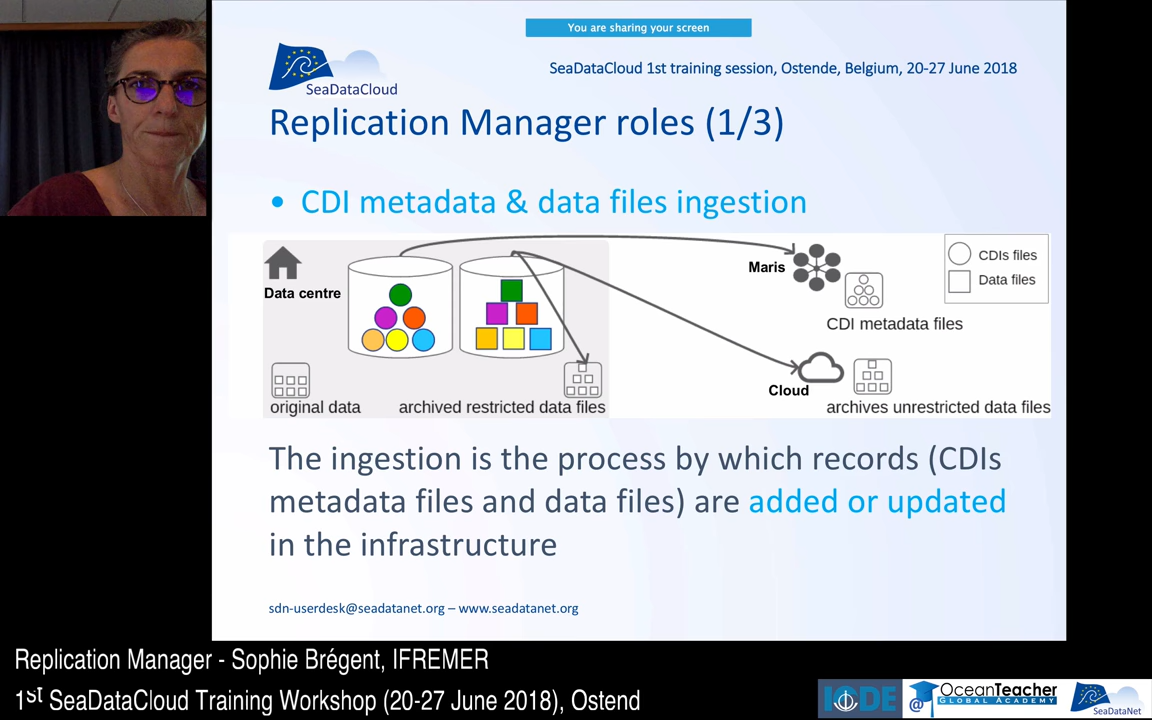 You are sharing your screen
SeaDataCloud 1st training session, Ostende, Belgium, 20-27 June 2018
SeaDataCloud
Replication Manager roles (1/3)
• CDI metadata & data files ingestion
Data centre
Maris
CDIs files
Data files
CDI metadata files
Cloud
original data
archived restricted data files
archives unrestricted data files
The ingestion is the process by which records (CDIs
metadata files and data files) are added or updated
in the infrastructure
sdn-userdesk@seadatanet.org – www.seadatanet.org
Replication Manager - Sophie Brégent, IFREMER
1st SeaDataCloud Training Workshop (20-27 June 2018), Ostend
IODE
@ OceanTeacher
GLOBAL ACADEMY
SeaDataNet